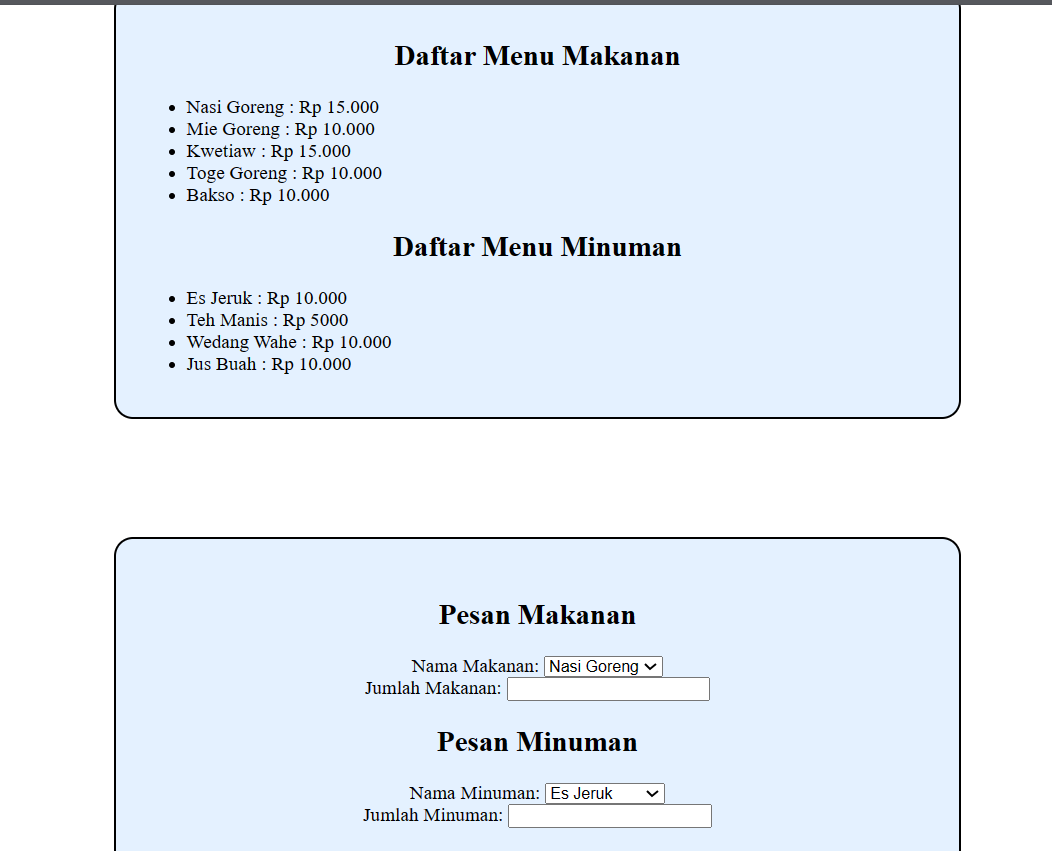 Daftar Menu Makanan
Nasi Goreng : Rp 15.000
Mie Goreng : Rp 10.000
Kwetiaw : Rp 15.000
Toge Goreng : Rp 10.000
Bakso : Rp 10.000
Daftar Menu Minuman
Es Jeruk : Rp 10.000
Teh Manis : Rp 5000
Wedang Wahe : Rp 10.000
Jus Buah : Rp 10.000
Pesan Makanan
Nama Makanan: Nasi Goreng
Jumlah Makanan:
Pesan Minuman
Nama Minuman: Es Jeruk
Jumlah Minuman: